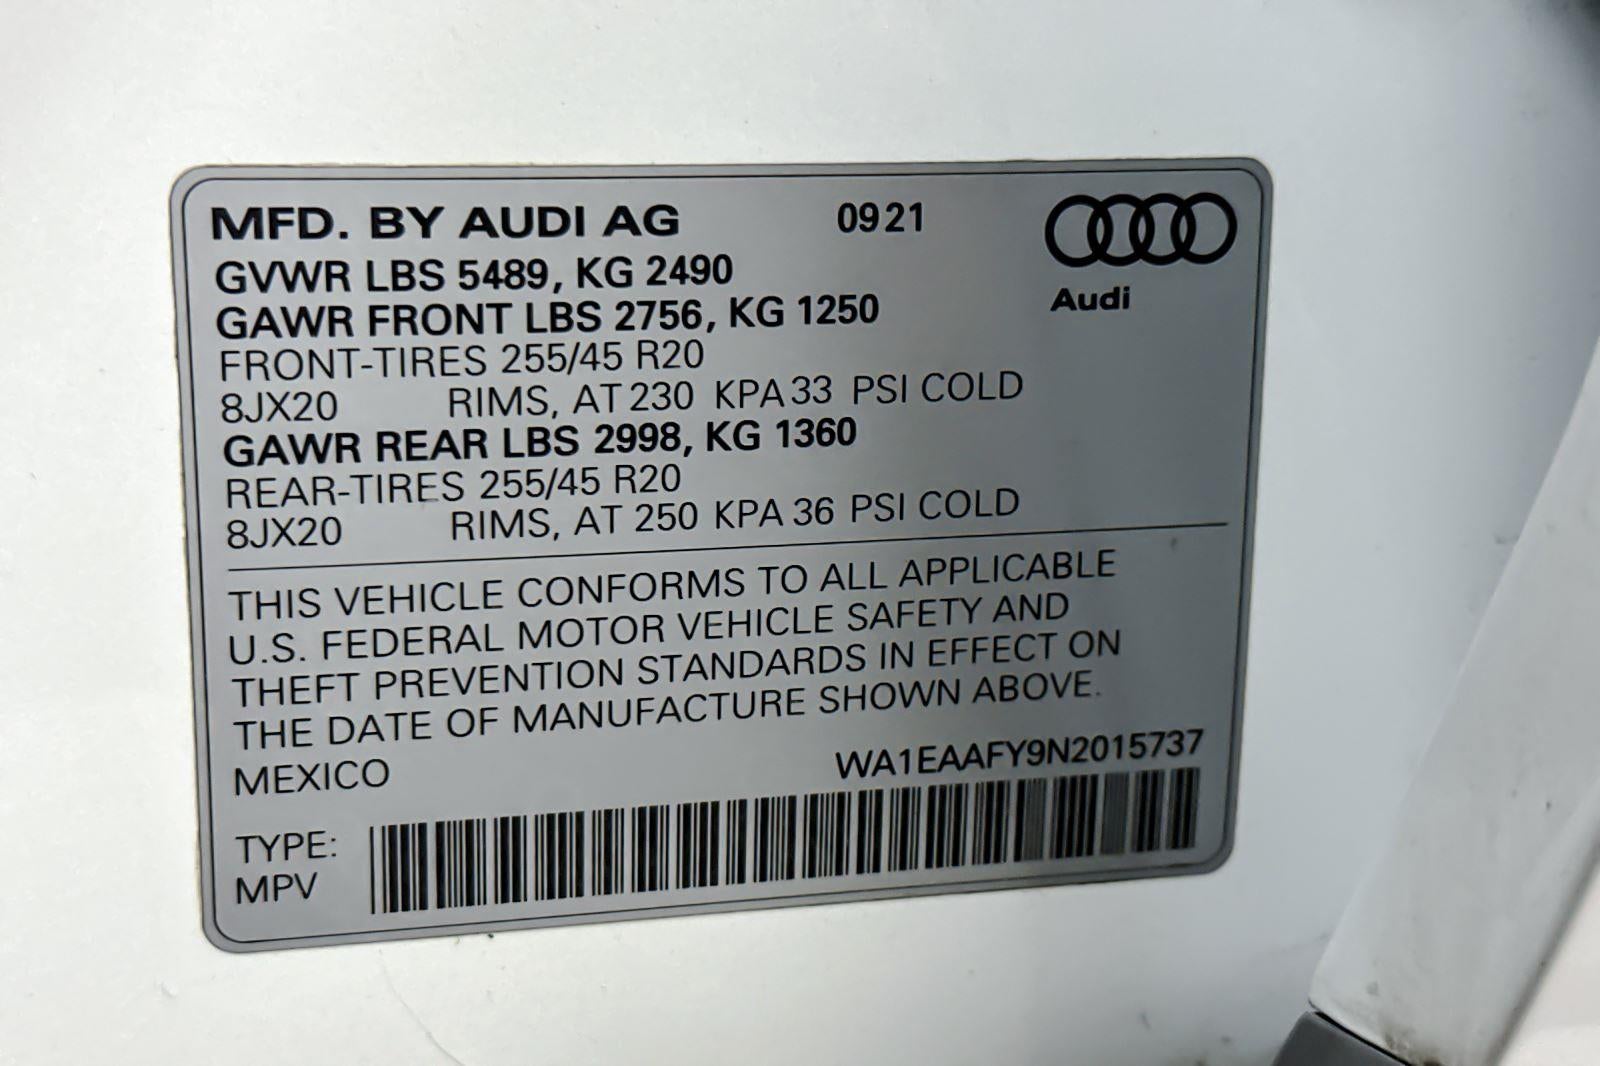 MFD. BY AUDI AG 0921
Audi
GVWR LBS 5489, KG 2490
GAWR FRONT LBS 2756, KG 1250
FRONT-TIRES 255/45 R20
8JX20 RIMS, AT 230 KPA 33 PSI COLD
GAWR REAR LBS 2998, KG 1360
REAR-TIRES 255/45 R20
8JX20 RIMS, AT 250 KPA 36 PSI COLD
THIS VEHICLE CONFORMS TO ALL APPLICABLE
U.S. FEDERAL MOTOR VEHICLE SAFETY AND
THEFT PREVENTION STANDARDS IN EFFECT ON
THE DATE OF MANUFACTURE SHOWN ABOVE.
MEXICO WA1EAAFY9N2015737
TYPE:
MPV